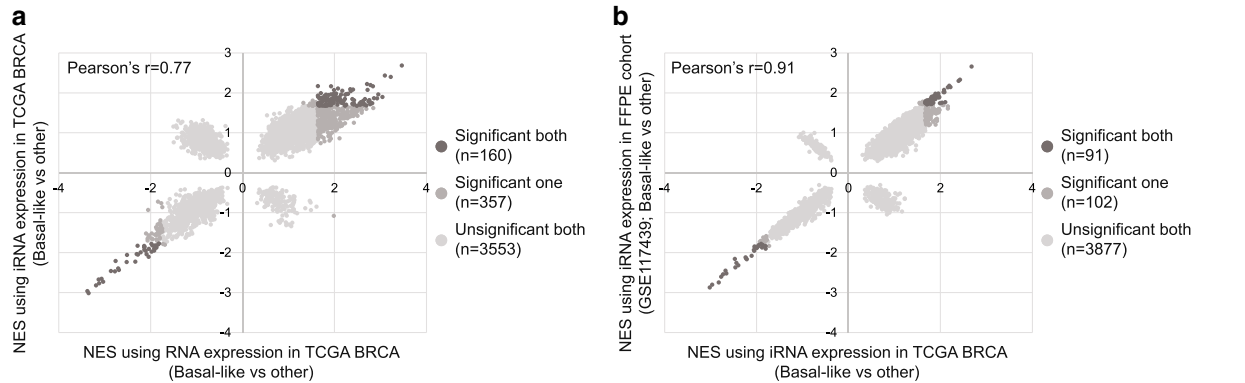 a
NES using iRNA expression in TCGA BRCA
(Basal-like vs other)
Pearson's r=0.77
3
2
1
0
-1
-2
-3
-4
-4
-2
0
2
4
NES using RNA expression in TCGA BRCA
(Basal-like vs other)
Significant both
(n=160)
Significant one
(n=357)
Unsignificant both
(n=3553)
b
NES using iRNA expression in FFPE cohort
(GSE117439; Basal-like vs other)
Pearson's r=0.91
3
2
1
0
-1
-2
-3
-4
-4
-2
0
2
4
NES using iRNA expression in TCGA BRCA
(Basal-like vs other)
Significant both
(n=91)
Significant one
(n=102)
Unsignificant both
(n=3877)